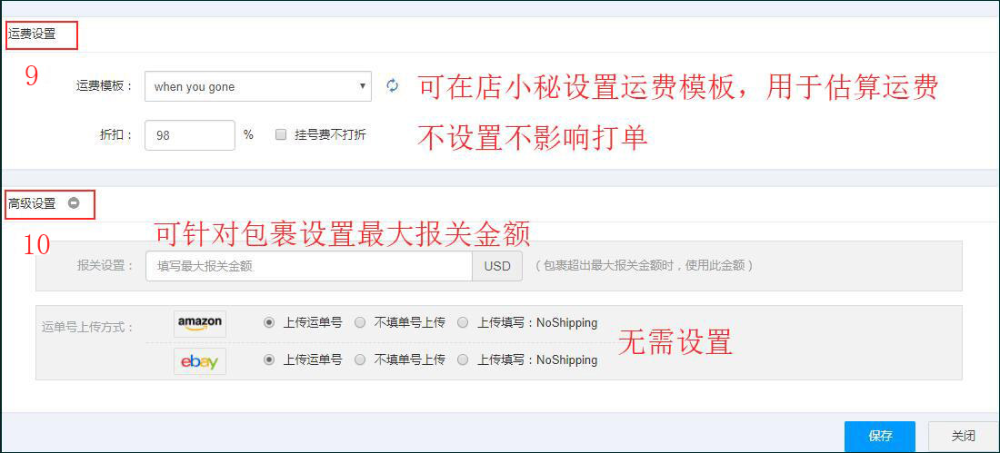 运费设置
9
运费模板：
when you gone
可在店小秘设置运费模板，用于估算运费
折扣：
98
%
挂号费不打折
不设置不影响打单
高级设置
10
可针对包裹设置最大报关金额
报关设置：
填写最大报关金额
USD
（包裹超出最大报关金额时，使用此金额）
运单号上传方式：
amazon
上传运单号
不填单号上传
上传填写：NoShipping
无需设置
ebay
上传运单号
不填单号上传
上传填写：NoShipping
保存
关闭